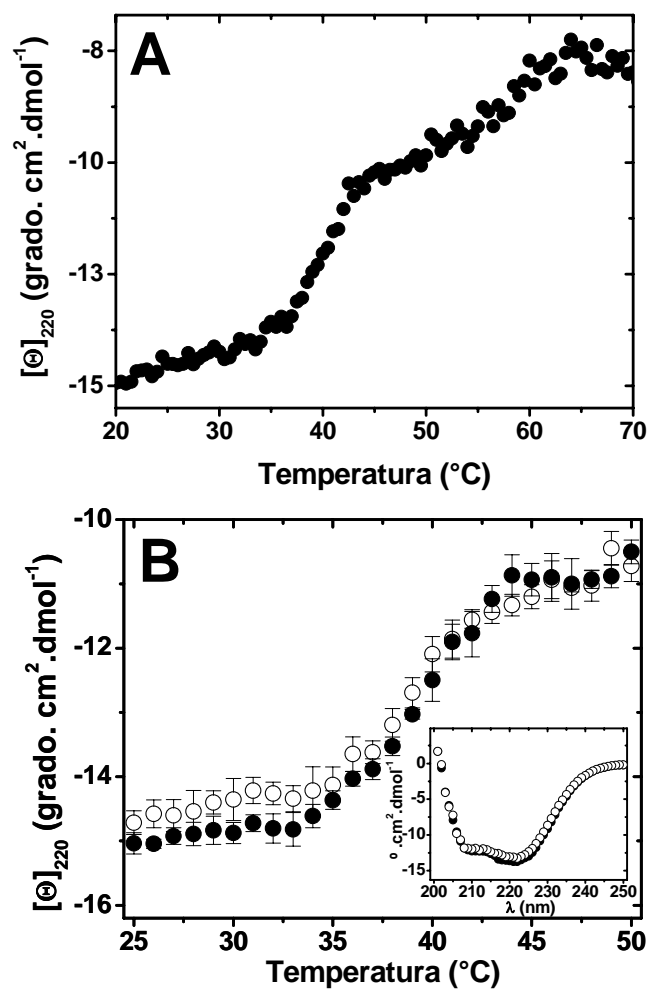 A
-8
-10
-13
-15
[Θ]220 (grado. cm2.dmol-1)
20 30 40 50 60 70
Temperatura (°C)
B
-10
-12
-14
-16
[Θ]220 (grado. cm2.dmol-1)
0
-5
-10
-15
o.cm2.dmol-1
200 210 220 230 240 250
λ (nm)
25 30 35 40 45 50
Temperatura (°C)